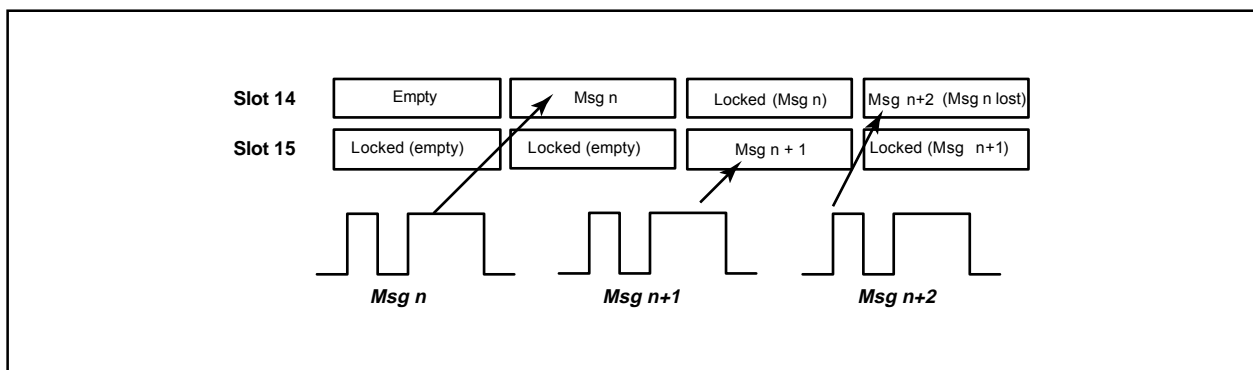 Slot 14 Empty Msg n Locked (Msg n) Msg n+2 (Msg n lost)
Slot 15 Locked (empty) Locked (empty) Msg n + 1 Locked (Msg n+1)
Msg n Msg n+1 Msg n+2